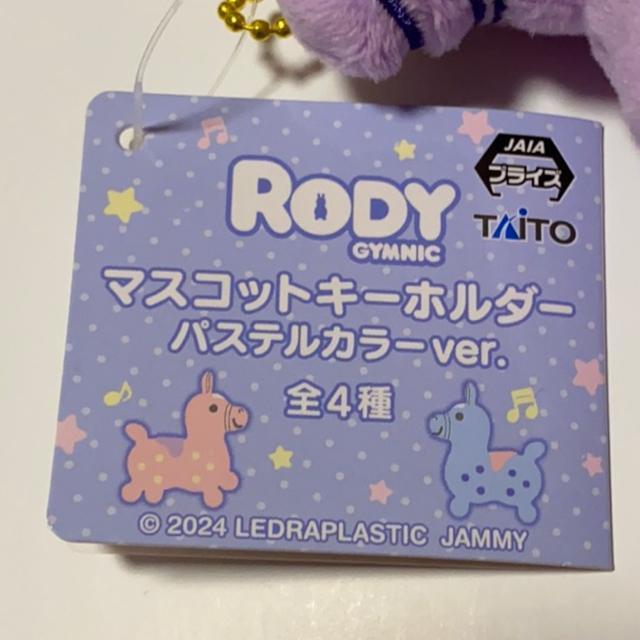 JAIA
プライズ
TAITO
RODY
GYMNIC
マスコットキーホルダー
パステルカラーver.
全4種
© 2024 LEDRAPLASTIC JAMMY